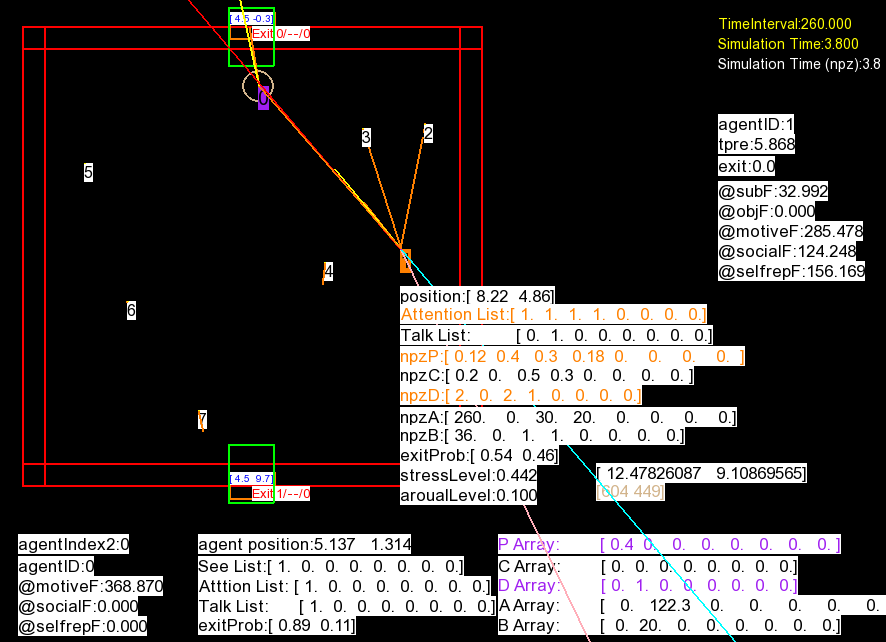 [ 4.5 -0.3]
TimeInterval:260.000
Exit 0/--/0
Simulation Time:3.800
Simulation Time (npz):3.8
0
agentID:1
3
2
tpre:5.868
exit:0.0
5
@subF:32.992
@objF:0.000
@motiveF:285.478
@socialF:124.248
4
@selfrepF:156.169
position:[ 8.22 4.86]
6
Attention List:[ 1. 1. 1. 1. 0. 0. 0. 0.]
Talk List: [ 0. 1. 0. 0. 0. 0. 0. 0.]
npzP:[ 0.12 0.4 0.3 0.18 0. 0. 0. 0. ]
npzC:[ 0.2 0. 0.5 0.3 0. 0. 0. 0. ]
npzD:[ 2. 0. 2. 1. 0. 0. 0. 0.]
7
npzA:[ 260. 0. 30. 20. 0. 0. 0. 0.]
npzB:[ 36. 0. 1. 1. 0. 0. 0. 0.]
exitProb:[ 0.54 0.46]
[ 4.5 9.7]
stressLevel:0.442
[ 12.47826087 9.10869565]
Exit 1/--/0
aroualLevel:0.100
[604 449]
agentIndex2:0
agent position:5.137 1.314
P Array: [ 0.4 0. 0. 0. 0. 0. 0. 0. ]
agentID:0
See List:[ 1. 0. 0. 0. 0. 0. 0. 0.]
C Array: [ 0. 0. 0. 0. 0. 0. 0. 0.]
@motiveF:368.870
Atttion List: [ 1. 0. 0. 0. 0. 0. 0. 0.]
D Array: [ 0. 1. 0. 0. 0. 0. 0. 0.]
@socialF:0.000
Talk List: [ 1. 0. 0. 0. 0. 0. 0. 0.]
A Array: [ 0. 122.3 0. 0. 0. 0. 0.
@selfrepF:0.000
exitProb:[ 0.89 0.11]
B Array: [ 0. 20. 0. 0. 0. 0. 0. 0.]